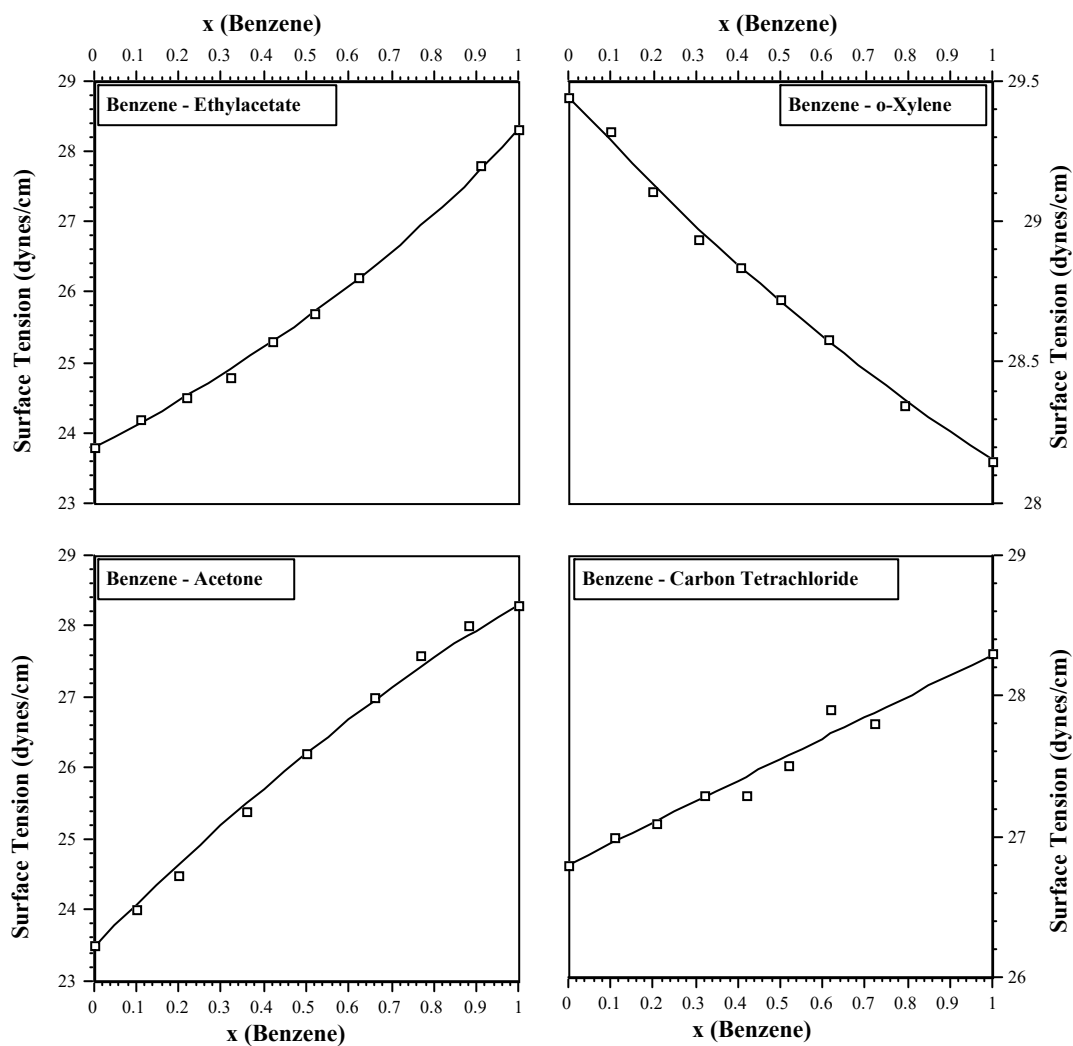 x (Benzene)
x (Benzene)
0 0.1 0.2 0.3 0.4 0.5 0.6 0.7 0.8 0.9 1
0 0.1 0.2 0.3 0.4 0.5 0.6 0.7 0.8 0.9 1
Benzene - Ethylacetate
29
28
27
26
25
24
23
Surface Tension (dynes/cm)
Benzene - o-Xylene
29.5
29
28.5
28
Surface Tension (dynes/cm)
Benzene - Acetone
29
28
27
26
25
24
23
Surface Tension (dynes/cm)
Benzene - Carbon Tetrachloride
29
28
27
26
Surface Tension (dynes/cm)
0 0.1 0.2 0.3 0.4 0.5 0.6 0.7 0.8 0.9 1
0 0.1 0.2 0.3 0.4 0.5 0.6 0.7 0.8 0.9 1
x (Benzene)
x (Benzene)